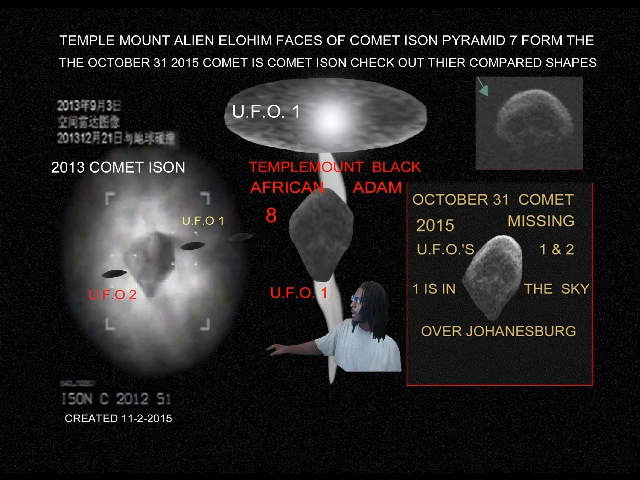 TEMPLE MOUNT ALIEN ELOHIM FACES OF COMET ISON PYRAMID 7 FORM THE
THE OCTOBER 31 2015 COMET IS COMET ISON CHECK OUT THIER COMPARED SHAPES
2013年9月3日
空间雷达图像
201312月21日与地球碰撞
U.F.O. 1
2013 COMET ISON
TEMPLEMOUNT BLACK
AFRICAN ADAM
8
U.F.O 1
U.F.O 2
U.F.O. 1
OCTOBER 31 COMET
2015 MISSING
U.F.O.'S 1 & 2
1 IS IN THE SKY
OVER JOHANESBURG
ISON C 2012 S1
CREATED 11-2-2015